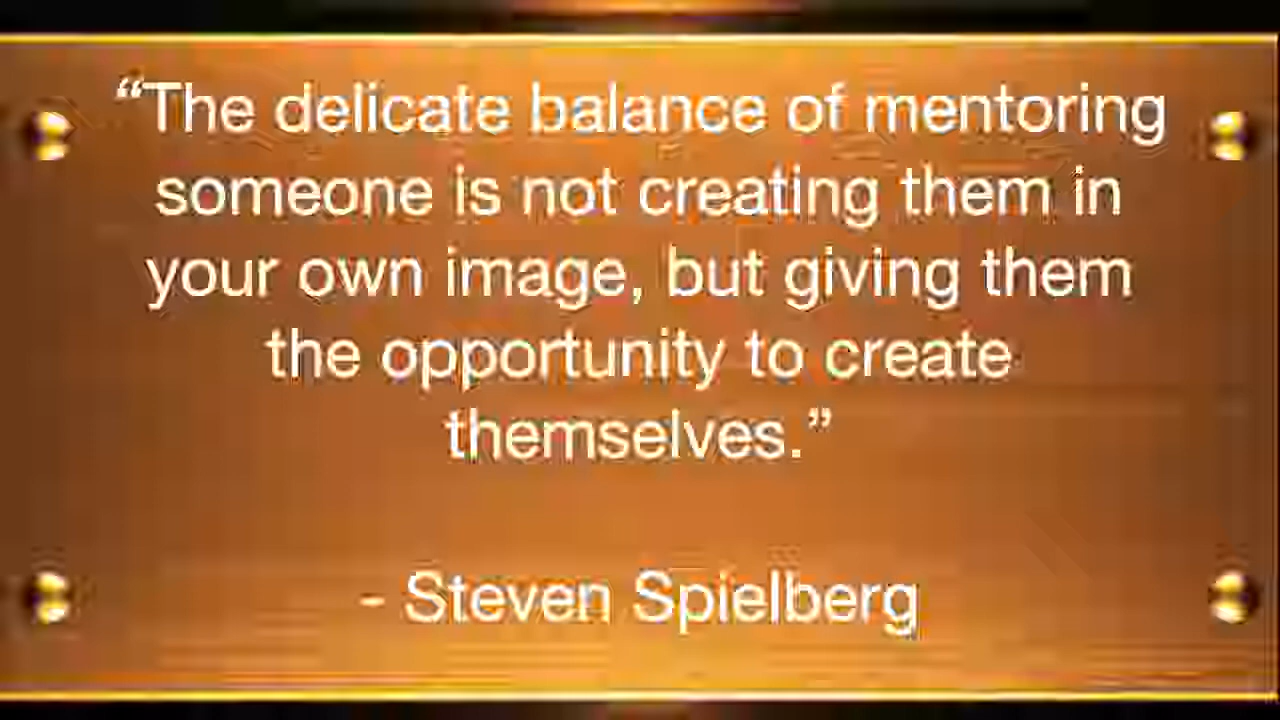 “The delicate balance of mentoring
someone is not creating them in
your own image, but giving them
the opportunity to create
themselves.”
- Steven Spielberg